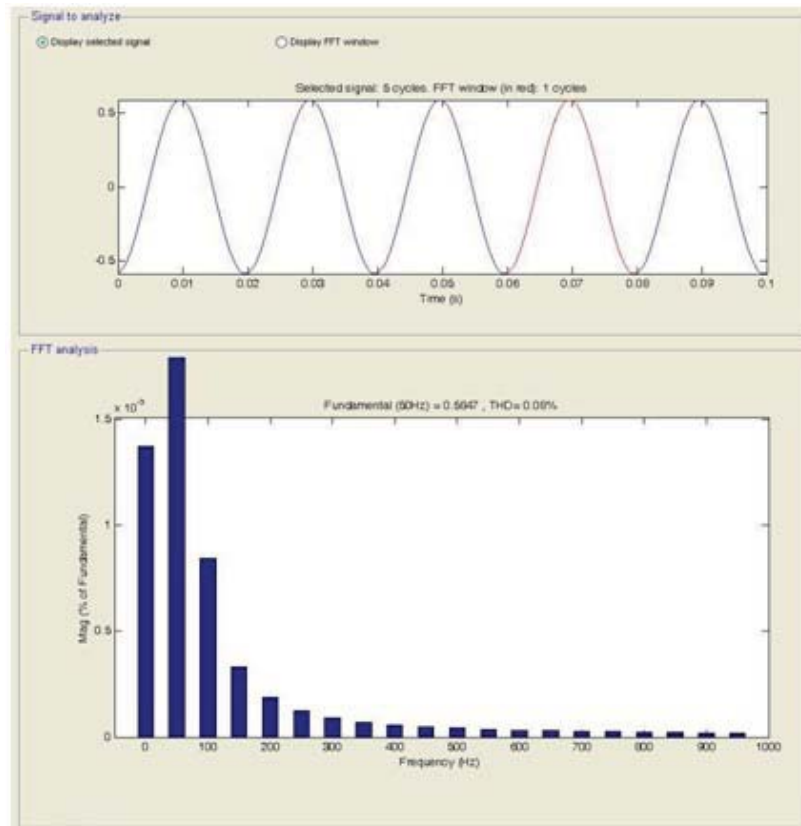 Signal to analyze
Display selected signal Display FFT window
Selected signal: 5 cycles. FFT window (in red): 1 cycles
0.5
0
-0.5
0 0.01 0.02 0.03 0.04 0.05 0.06 0.07 0.08 0.09 0.1
Time (s)
FFT analysis
Fundamental (50Hz) = 0.5847 , THD= 0.08%
1.5
1
0.5
0
Mag (% of Fundamental)
0 100 200 300 400 500 600 700 800 900 1000
Frequency (Hz)